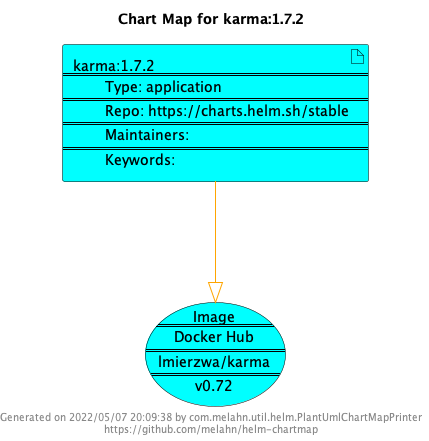 Chart Map for karma:1.7.2
karma:1.7.2
Type: application
Repo: https://charts.helm.sh/stable
Maintainers:
Keywords:
Image
Docker Hub
lmierzwa/karma
v0.72
Generated on 2022/05/07 20:09:38 by com.melahn.util.helm.PlantUmlChartMapPrinter
https://github.com/melahn/helm-chartmap